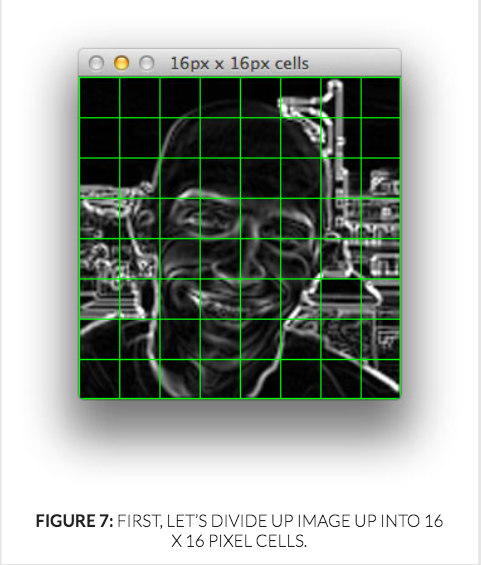 16px x 16px cells
FIGURE 7: FIRST, LET’S DIVIDE UP IMAGE UP INTO 16
X 16 PIXEL CELLS.